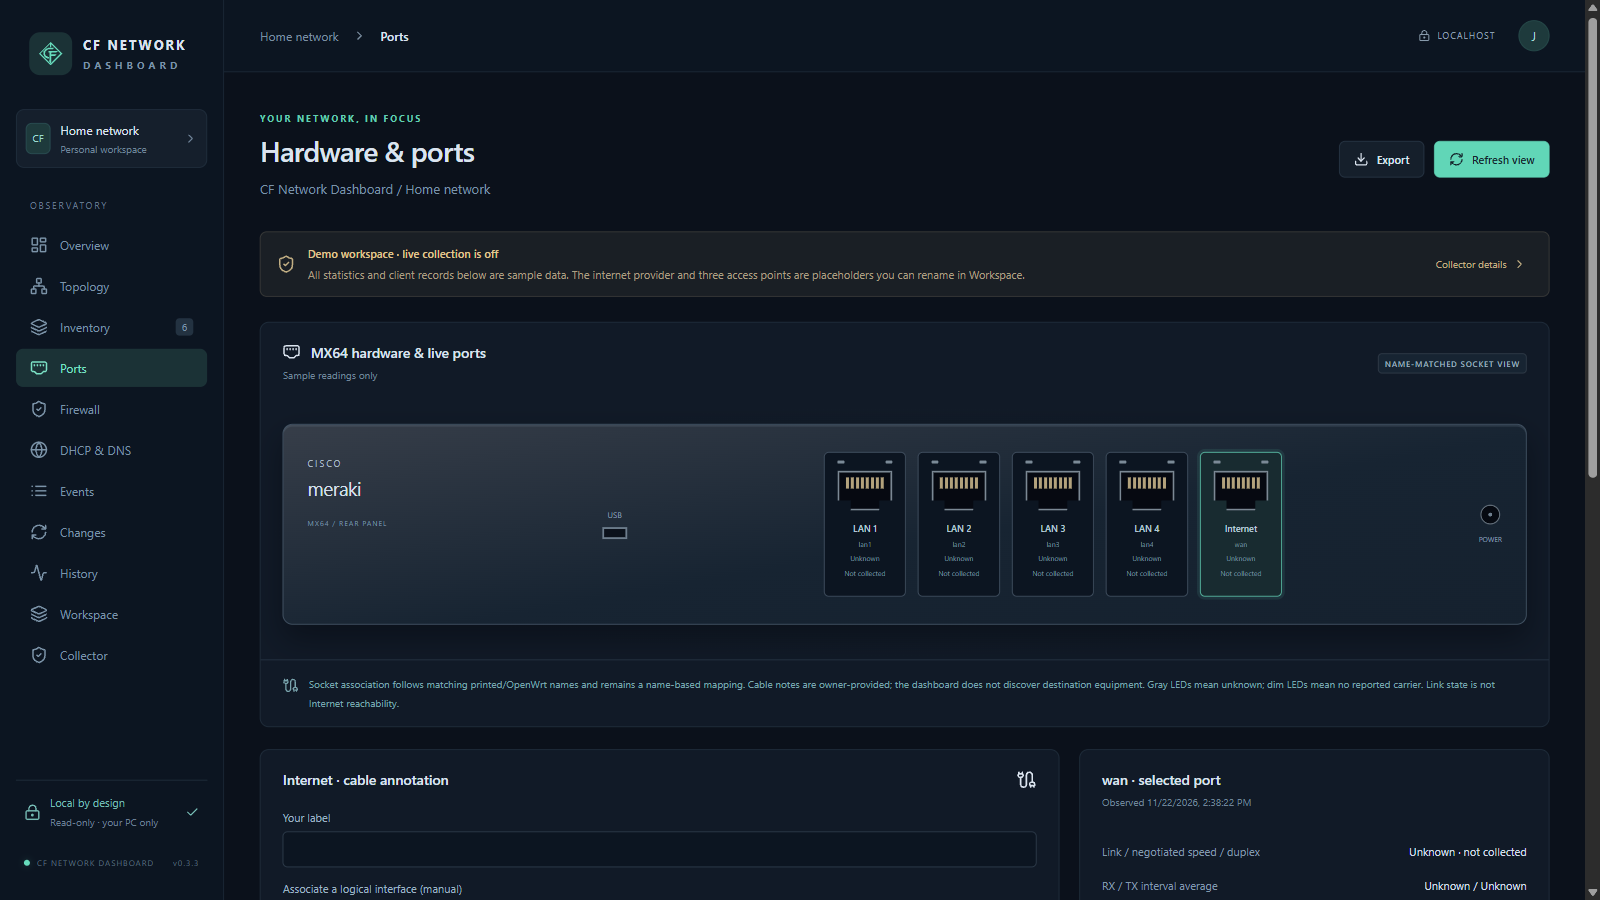 CF NETWORK
DASHBOARD
CF
Home network
Personal workspace
OBSERVATORY
Overview
Topology
Inventory
6
Ports
Firewall
DHCP & DNS
Events
Changes
History
Workspace
Collector
Local by design
Read-only · your PC only
CF NETWORK DASHBOARD v0.3.3
Home network > Ports
LOCALHOST
J
YOUR NETWORK, IN FOCUS
Hardware & ports
CF Network Dashboard / Home network
Export
Refresh view
Demo workspace · live collection is off
All statistics and client records below are sample data. The internet provider and three access points are placeholders you can rename in Workspace.
Collector details
MX64 hardware & live ports
Sample readings only
NAME-MATCHED SOCKET VIEW
CISCO
meraki
MX64 / REAR PANEL
USB
LAN 1
lan1
Unknown
Not collected
LAN 2
lan2
Unknown
Not collected
LAN 3
lan3
Unknown
Not collected
LAN 4
lan4
Unknown
Not collected
Internet
wan
Unknown
Not collected
POWER
Socket association follows matching printed/OpenWrt names and remains a name-based mapping. Cable notes are owner-provided; the dashboard does not discover destination equipment. Gray LEDs mean unknown; dim LEDs mean no reported carrier. Link state is not
Internet reachability.
Internet · cable annotation
Your label
Associate a logical interface (manual)
wan · selected port
Observed 11/22/2026, 2:38:22 PM
Link / negotiated speed / duplex
Unknown · not collected
RX / TX interval average
Unknown / Unknown